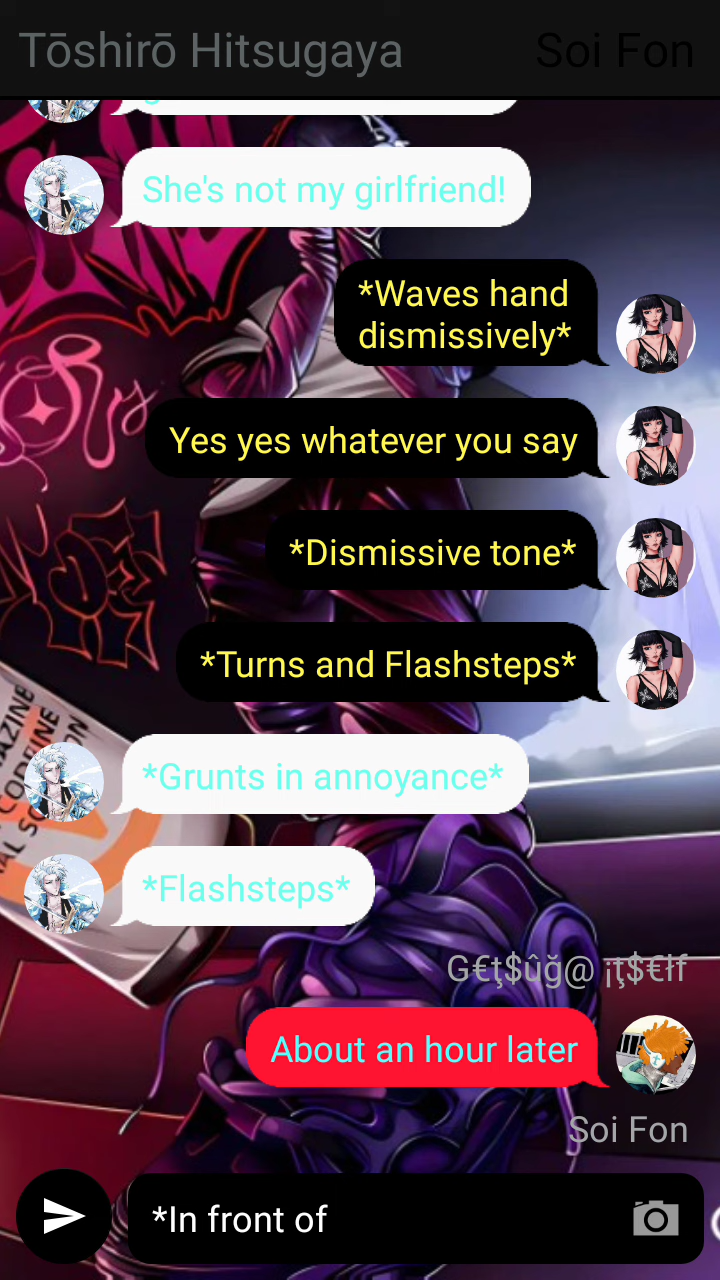 Tōshirō Hitsugaya Soi Fon
She's not my girlfriend!
*Waves hand
dismissively*
Yes yes whatever you say
*Dismissive tone*
*Turns and Flashsteps*
*Grunts in annoyance*
*Flashsteps*
G€ţ$ûğ@ ¡ţ$€łf
About an hour later
Soi Fon
*In front of